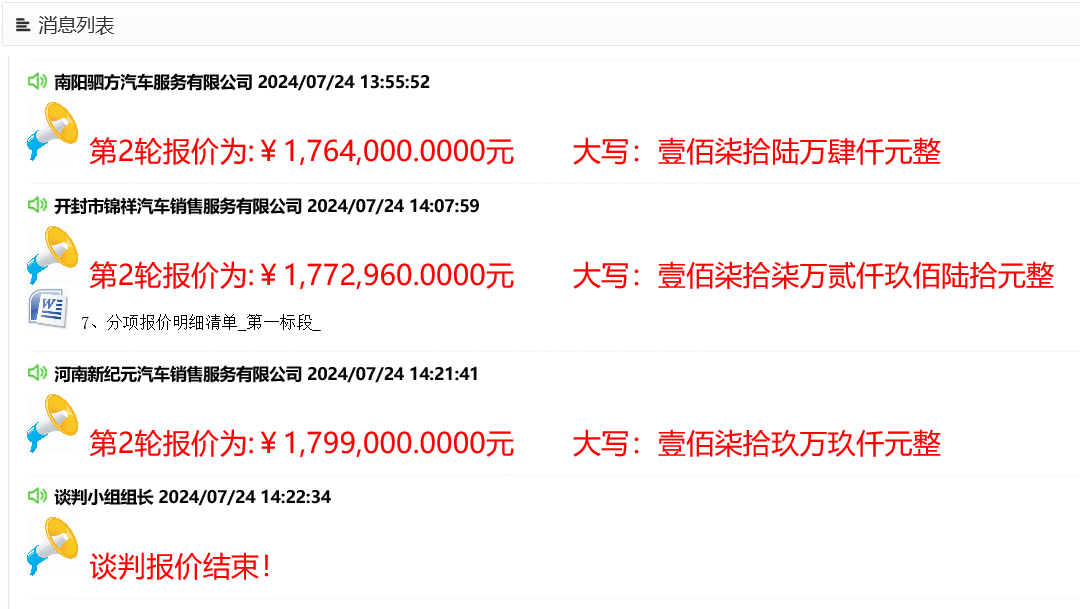 消息列表
南阳驷方汽车服务有限公司 2024/07/24 13:55:52
第2轮报价为:￥1,764,000.0000元 大写：壹佰柒拾陆万肆仟元整
开封市锦祥汽车销售服务有限公司 2024/07/24 14:07:59
第2轮报价为:￥1,772,960.0000元 大写：壹佰柒拾柒万贰仟玖佰陆拾元整
7、分项报价明细清单_第一标段_
河南新纪元汽车销售服务有限公司 2024/07/24 14:21:41
第2轮报价为:￥1,799,000.0000元 大写：壹佰柒拾玖万玖仟元整
谈判小组组长 2024/07/24 14:22:34
谈判报价结束！